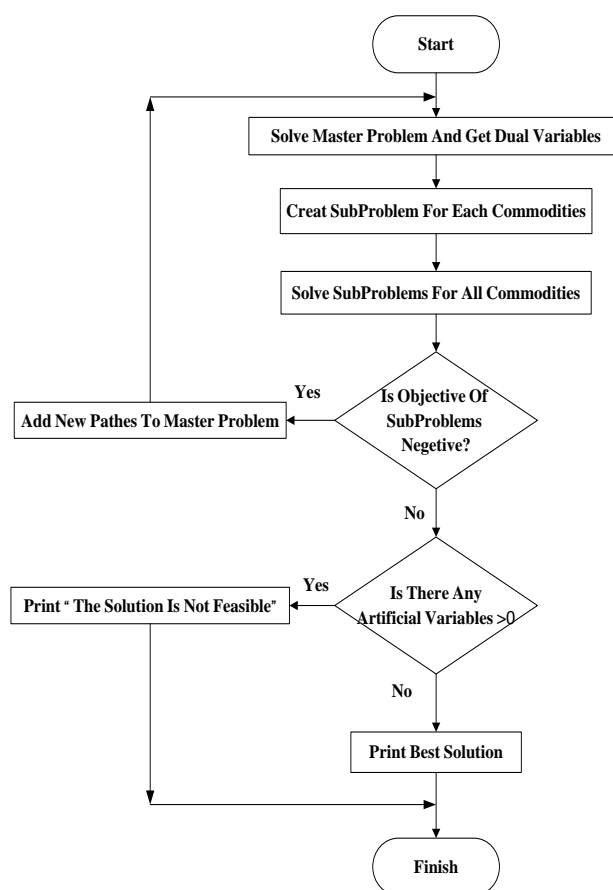 Start
Solve Master Problem And Get Dual Variables
Creat SubProblem For Each Commodities
Solve SubProblems For All Commodities
Is Objective Of
SubProblems
Negetive?
Yes
Add New Pathes To Master Problem
No
Is There Any
Artificial Variables >0
Yes
Print “ The Solution Is Not Feasible”
No
Print Best Solution
Finish